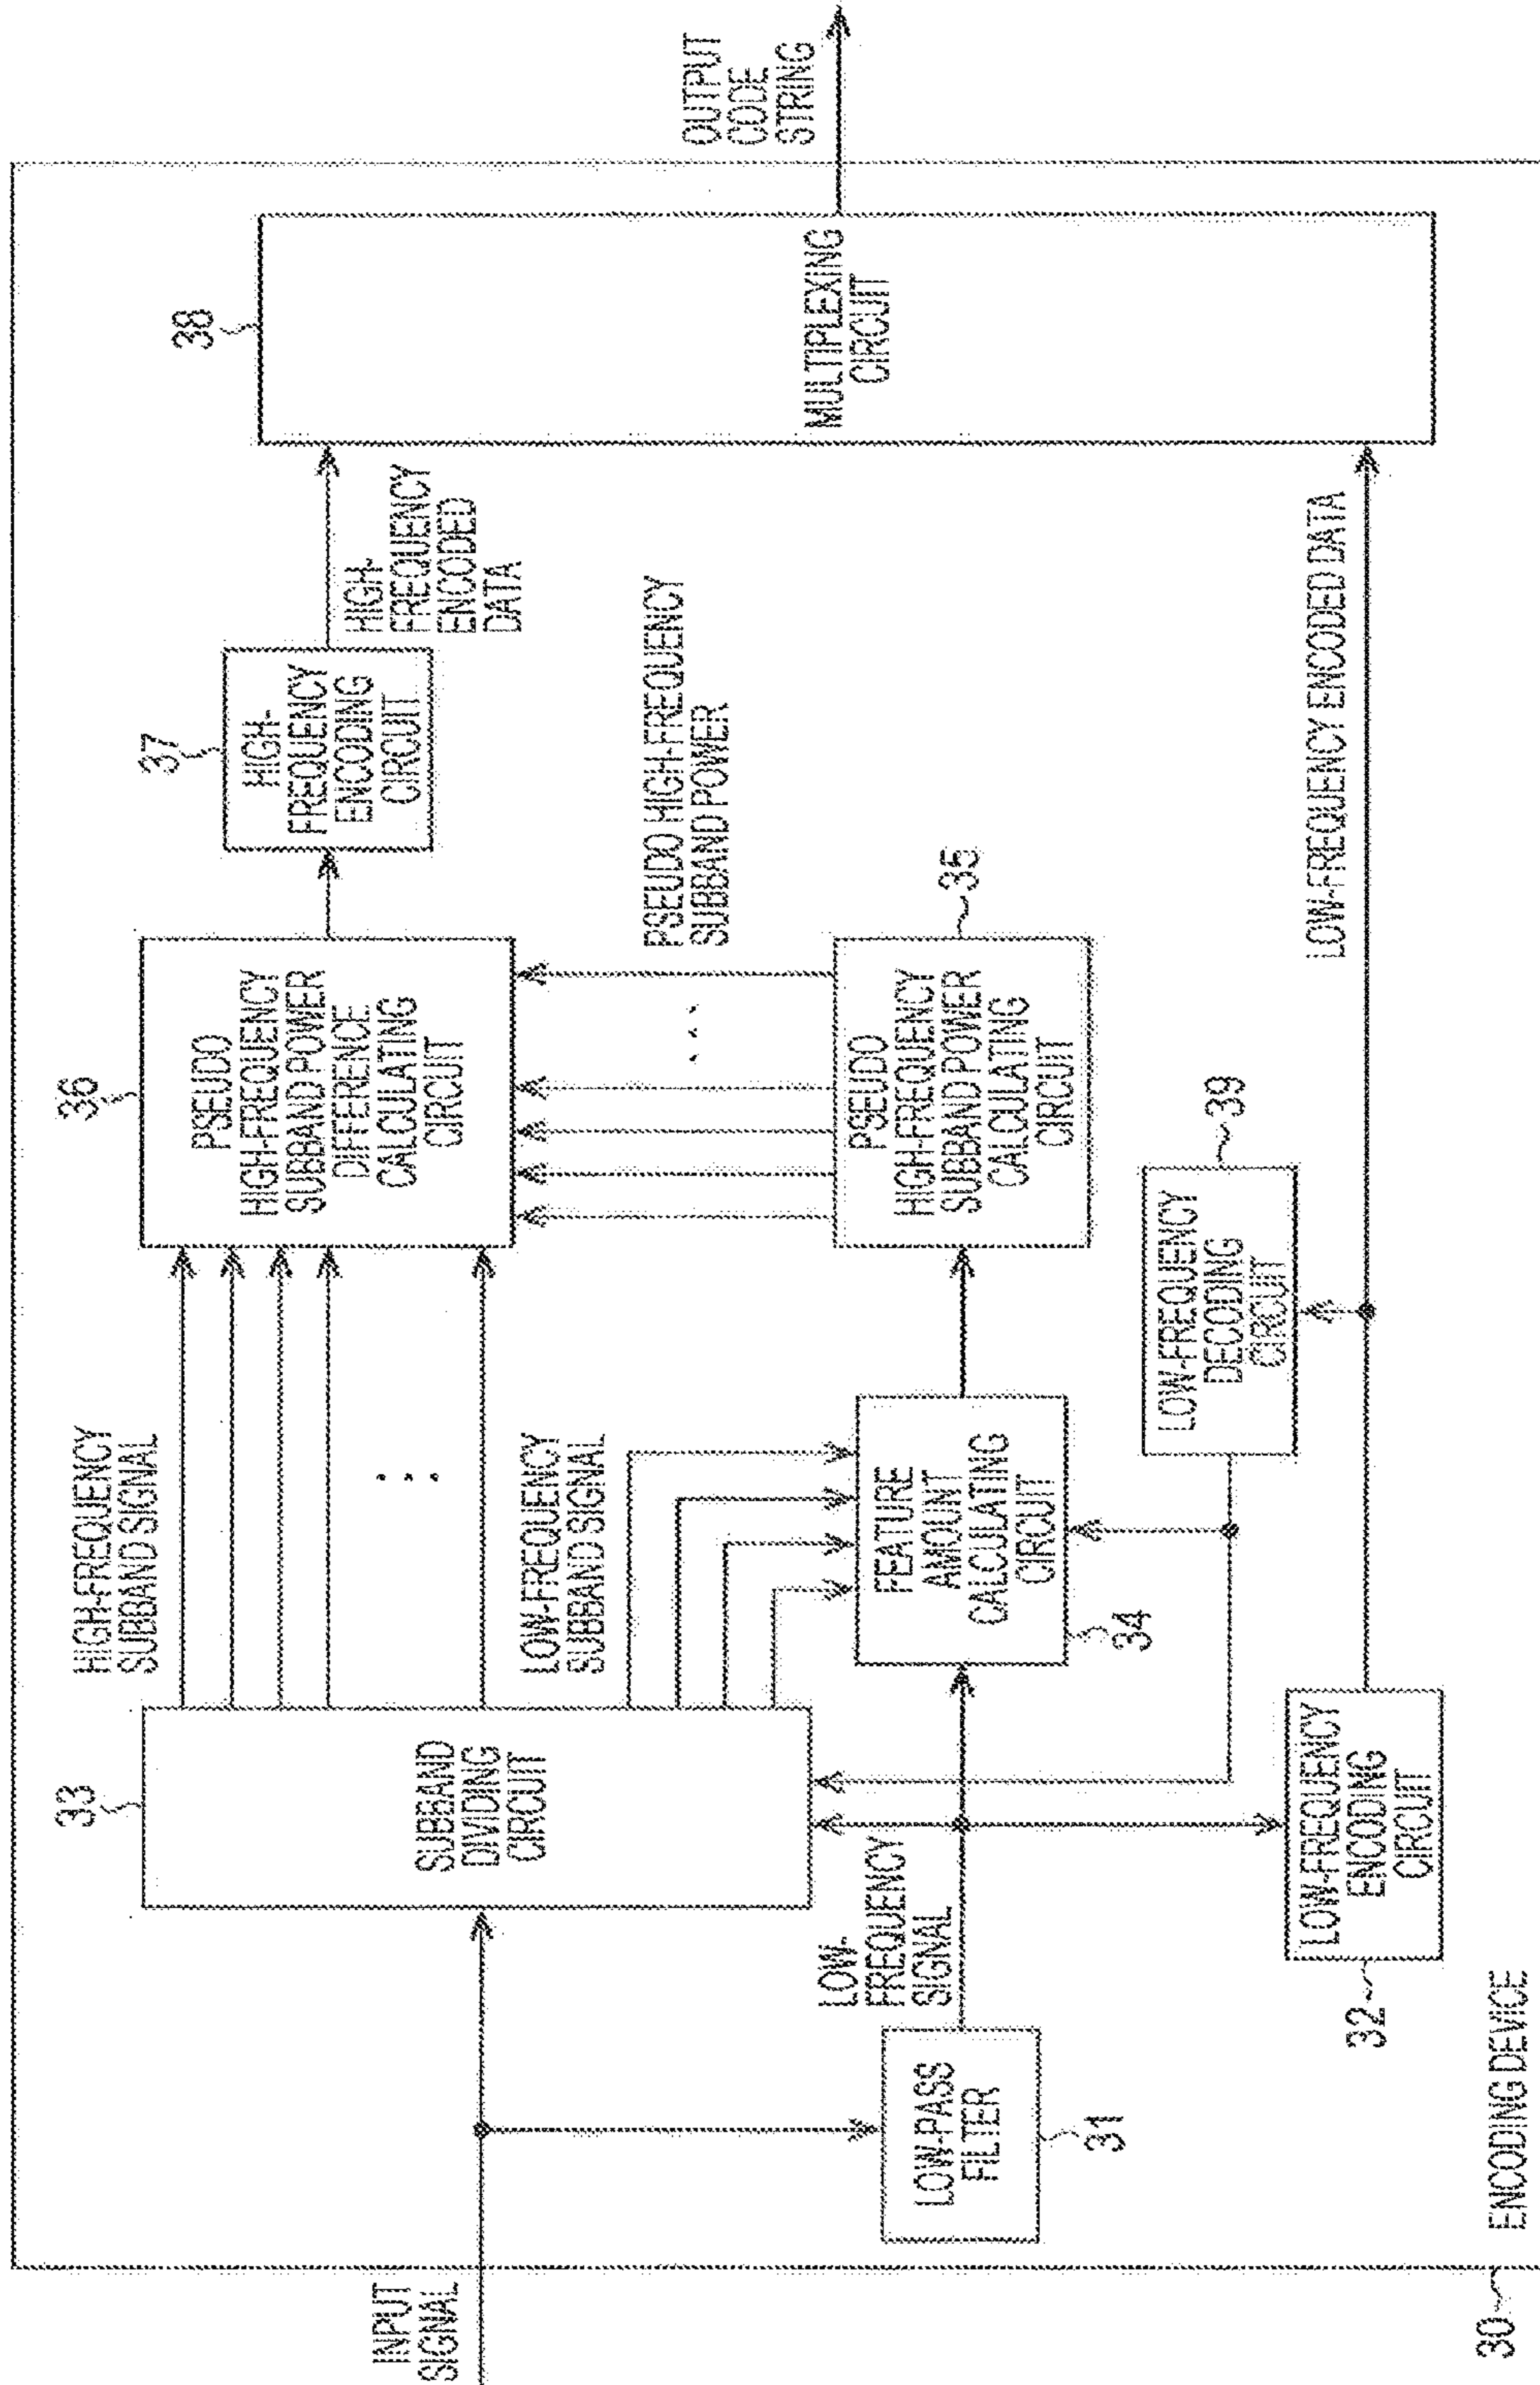 30
ENCODING DEVICE
INPUT
SIGNAL
33
SUBBAND
DIVIDING
CIRCUIT
HIGH-FREQUENCY
SUBBAND SIGNAL
...
LOW-FREQUENCY
SUBBAND SIGNAL
36
PSEUDO
HIGH-FREQUENCY
SUBBAND POWER
DIFFERENCE
CALCULATING
CIRCUIT
37
HIGH-
FREQUENCY
ENCODING
CIRCUIT
HIGH-
FREQUENCY
ENCODED
DATA
38
MULTIPLEXING
CIRCUIT
OUTPUT
CODE
STRING
LOW-PASS
FILTER
31
LOW-
FREQUENCY
SIGNAL
FEATURE
AMOUNT
CALCULATING
CIRCUIT
34
PSEUDO
HIGH-FREQUENCY
SUBBAND POWER
CALCULATING
CIRCUIT
35
...
PSEUDO HIGH-FREQUENCY
SUBBAND POWER
LOW-FREQUENCY
DECODING
CIRCUIT
39
32
LOW-FREQUENCY
ENCODING
CIRCUIT
LOW-FREQUENCY ENCODED DATA